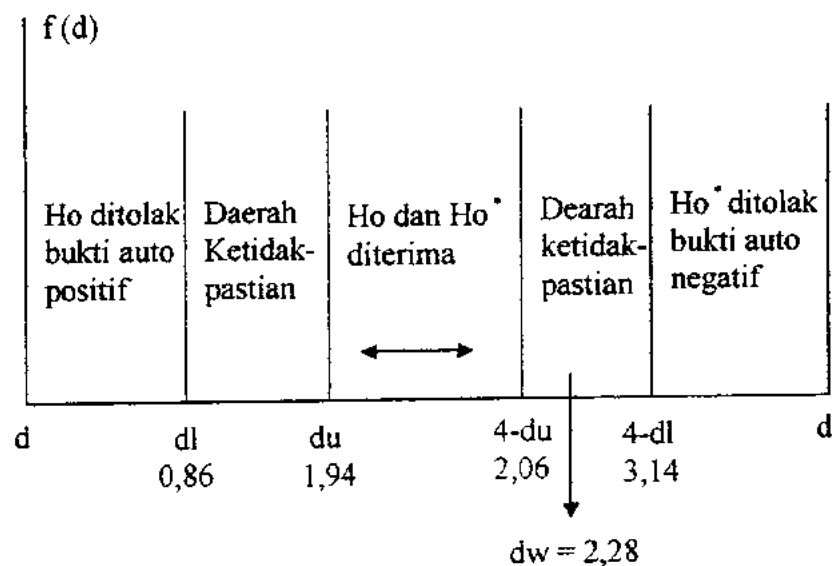 f (d)
Ho ditolak
bukti auto
positif
Daerah
Ketidak-
pastian
Ho dan Ho*
diterima
Dearah
ketidak-
pastian
Ho* ditolak
bukti auto
negatif
d
dl
0,86
du
1,94
4-du
2,06
4-dl
3,14
d
dw = 2,28